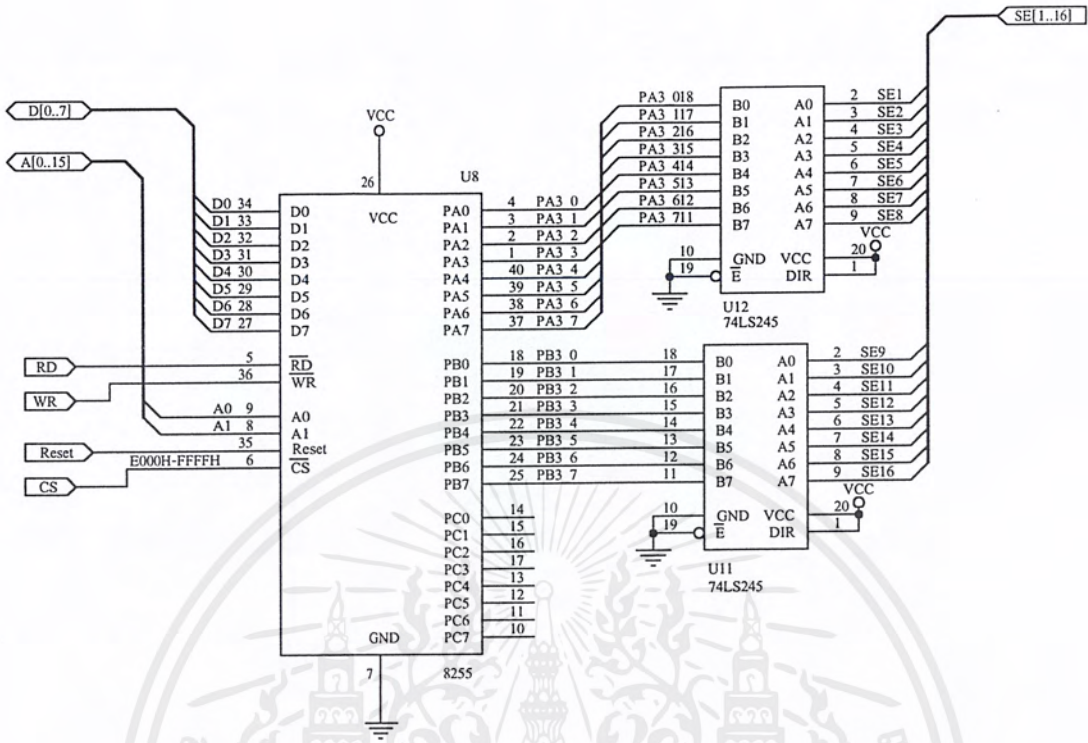 SE[1..16]
D[0..7]
A[0..15]
VCC
26
U8
VCC
D0 34 D0
D1 33 D1
D2 32 D2
D3 31 D3
D4 30 D4
D5 29 D5
D6 28 D6
D7 27 D7
RD 5 RD
WR 36 WR
A0 9 A0
A1 8 A1
Reset 35 Reset
CS E000H-FFFFH 6 CS
PA0 4 PA3 0
PA1 3 PA3 1
PA2 2 PA3 2
PA3 1 PA3 3
PA4 40 PA3 4
PA5 39 PA3 5
PA6 38 PA3 6
PA7 37 PA3 7
PB0 18 PB3 0 18
PB1 19 PB3 1 17
PB2 20 PB3 2 16
PB3 21 PB3 3 15
PB4 22 PB3 4 14
PB5 23 PB3 5 13
PB6 24 PB3 6 12
PB7 25 PB3 7 11
PC0 14
PC1 15
PC2 16
PC3 17
PC4 13
PC5 12
PC6 11
PC7 10
GND
7
8255
PA3 018 B0 A0 2 SE1
PA3 117 B1 A1 3 SE2
PA3 216 B2 A2 4 SE3
PA3 315 B3 A3 5 SE4
PA3 414 B4 A4 6 SE5
PA3 513 B5 A5 7 SE6
PA3 612 B6 A6 8 SE7
PA3 711 B7 A7 9 SE8
VCC
10 GND VCC 20
19 E DIR 1
U12
74LS245
B0 A0 2 SE9
B1 A1 3 SE10
B2 A2 4 SE11
B3 A3 5 SE12
B4 A4 6 SE13
B5 A5 7 SE14
B6 A6 8 SE15
B7 A7 9 SE16
VCC
10 GND VCC 20
19 E DIR 1
U11
74LS245